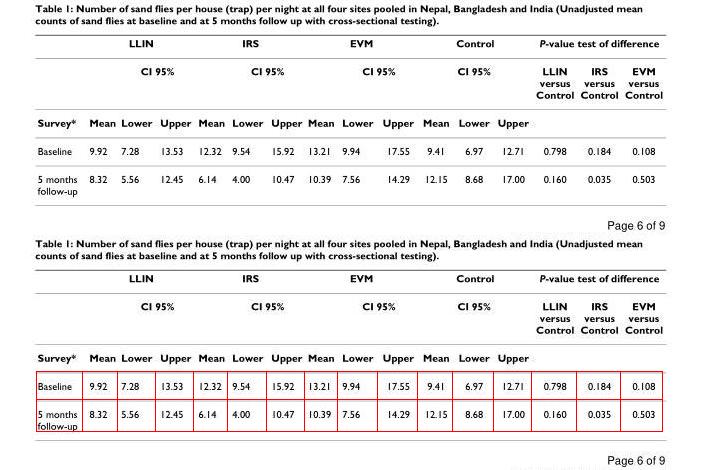 Table 1: Number of sand flies per house (trap) per night at all four sites pooled in Nepal, Bangladesh and India (Unadjusted mean
counts of sand flies at baseline and at 5 months follow up with cross-sectional testing).
LLIN IRS EVM Control P-value test of difference
CI 95% CI 95% CI 95% CI 95% LLIN IRS EVM
versus versus versus
Control Control Control
Survey* Mean Lower Upper Mean Lower Upper Mean Lower Upper Mean Lower Upper
Baseline 9.92 7.28 13.53 12.32 9.54 15.92 13.21 9.94 17.55 9.41 6.97 12.71 0.798 0.184 0.108
5 months 8.32 5.56 12.45 6.14 4.00 10.47 10.39 7.56 14.29 12.15 8.68 17.00 0.160 0.035 0.503
follow-up
Page 6 of 9
Table 1: Number of sand flies per house (trap) per night at all four sites pooled in Nepal, Bangladesh and India (Unadjusted mean
counts of sand flies at baseline and at 5 months follow up with cross-sectional testing).
LLIN IRS EVM Control P-value test of difference
CI 95% CI 95% CI 95% CI 95% LLIN IRS EVM
versus versus versus
Control Control Control
Survey* Mean Lower Upper Mean Lower Upper Mean Lower Upper Mean Lower Upper
Baseline 9.92 7.28 13.53 12.32 9.54 15.92 13.21 9.94 17.55 9.41 6.97 12.71 0.798 0.184 0.108
5 months 8.32 5.56 12.45 6.14 4.00 10.47 10.39 7.56 14.29 12.15 8.68 17.00 0.160 0.035 0.503
follow-up
Page 6 of 9